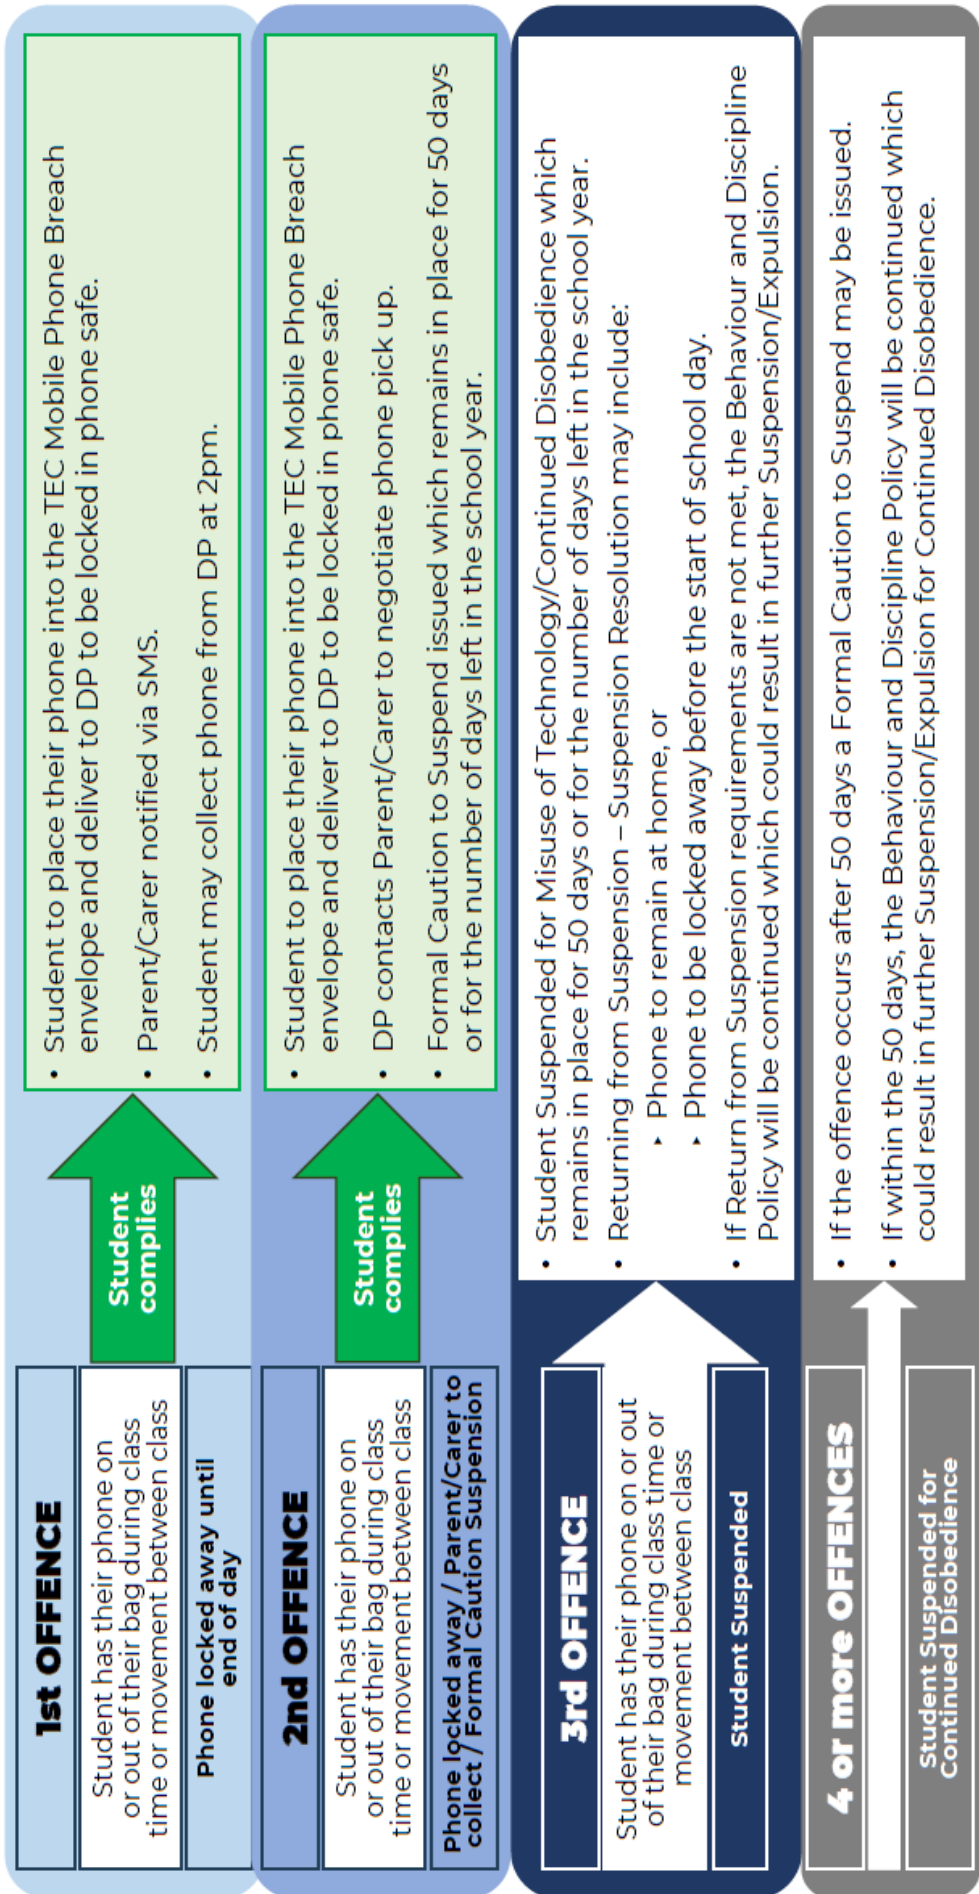 1st OFFENCE
Student has their phone on
or out of their bag during class
time or movement between class
Phone locked away until
end of day
Student
complies
• Student to place their phone into the TEC Mobile Phone Breach
envelope and deliver to DP to be locked in phone safe.
• Parent/Carer notified via SMS.
• Student may collect phone from DP at 2pm.
2nd OFFENCE
Student has their phone on
or out of their bag during class
time or movement between class
Phone locked away / Parent/Carer to
collect / Formal Caution Suspension
Student
complies
• Student to place their phone into the TEC Mobile Phone Breach
envelope and deliver to DP to be locked in phone safe.
• DP contacts Parent/Carer to negotiate phone pick up.
• Formal Caution to Suspend issued which remains in place for 50 days
or for the number of days left in the school year.
3rd OFFENCE
Student has their phone on or out
of their bag during class time or
movement between class
Student Suspended
• Student Suspended for Misuse of Technology/Continued Disobedience which
remains in place for 50 days or for the number of days left in the school year.
• Returning from Suspension – Suspension Resolution may include:
‣ Phone to remain at home, or
‣ Phone to be locked away before the start of school day.
• If Return from Suspension requirements are not met, the Behaviour and Discipline
Policy will be continued which could result in further Suspension/Expulsion.
4 or more OFFENCES
Student Suspended for
Continued Disobedience
• If the offence occurs after 50 days a Formal Caution to Suspend may be issued.
• If within the 50 days, the Behaviour and Discipline Policy will be continued which
could result in further Suspension/Expulsion for Continued Disobedience.